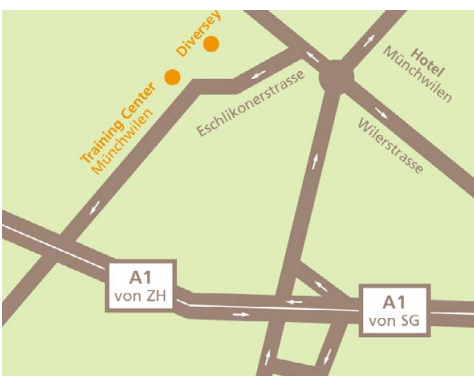 Diversey
Training Center
Münchwilen
Eschlikonerstrasse
Hotel
Münchwilen
Wilerstrasse
A1
von ZH
A1
von SG